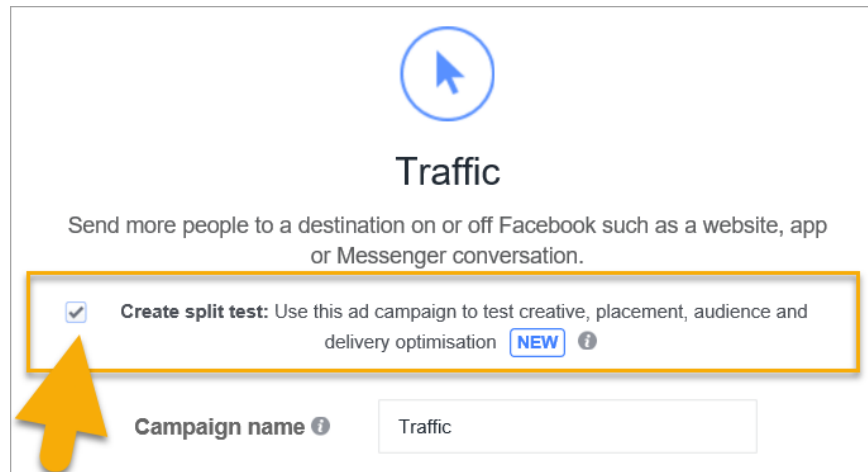 Traffic
Send more people to a destination on or off Facebook such as a website, app
or Messenger conversation.
Create split test: Use this ad campaign to test creative, placement, audience and
delivery optimisation NEW i
Campaign name i Traffic